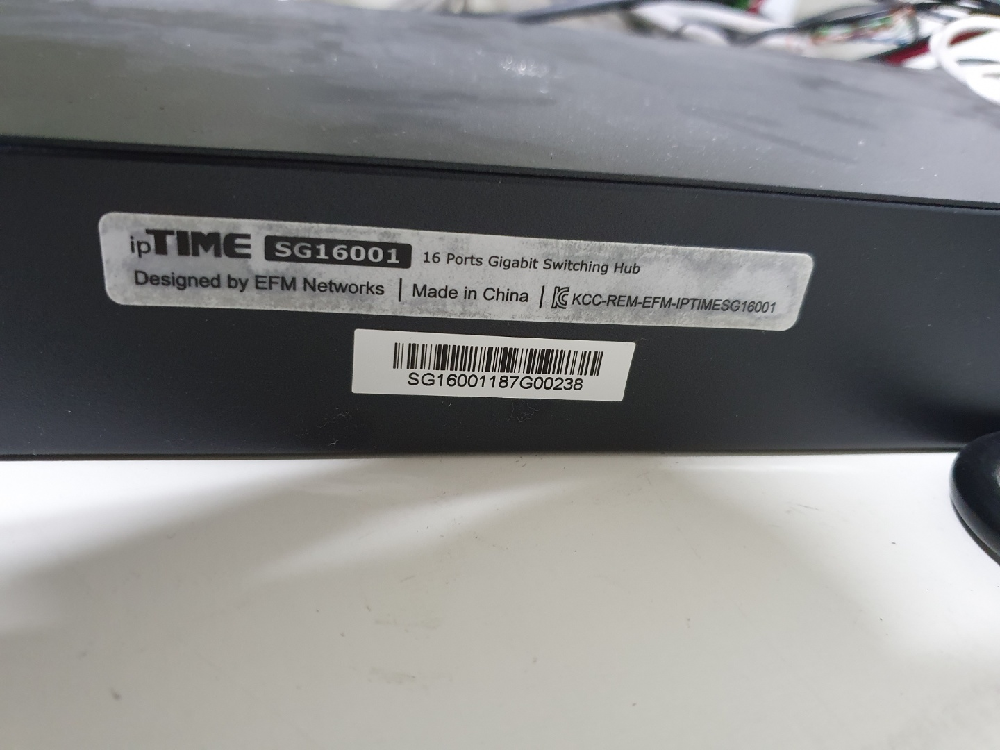 ipTIME SG16001 16 Ports Gigabit Switching Hub
Designed by EFM Networks | Made in China | KCC-REM-EFM-IPTIMESG16001
SG16001187G00238